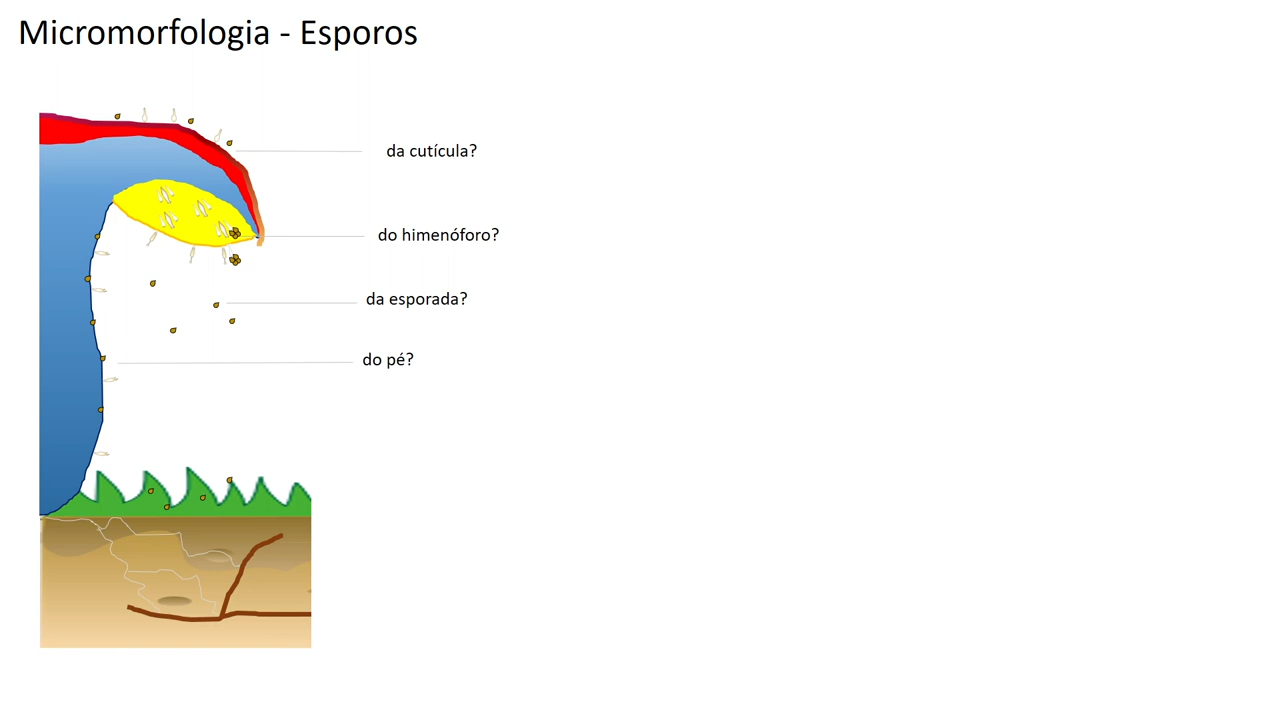 Micromorfologia - Esporos
da cutícula?
do himenóforo?
da esporada?
do pé?